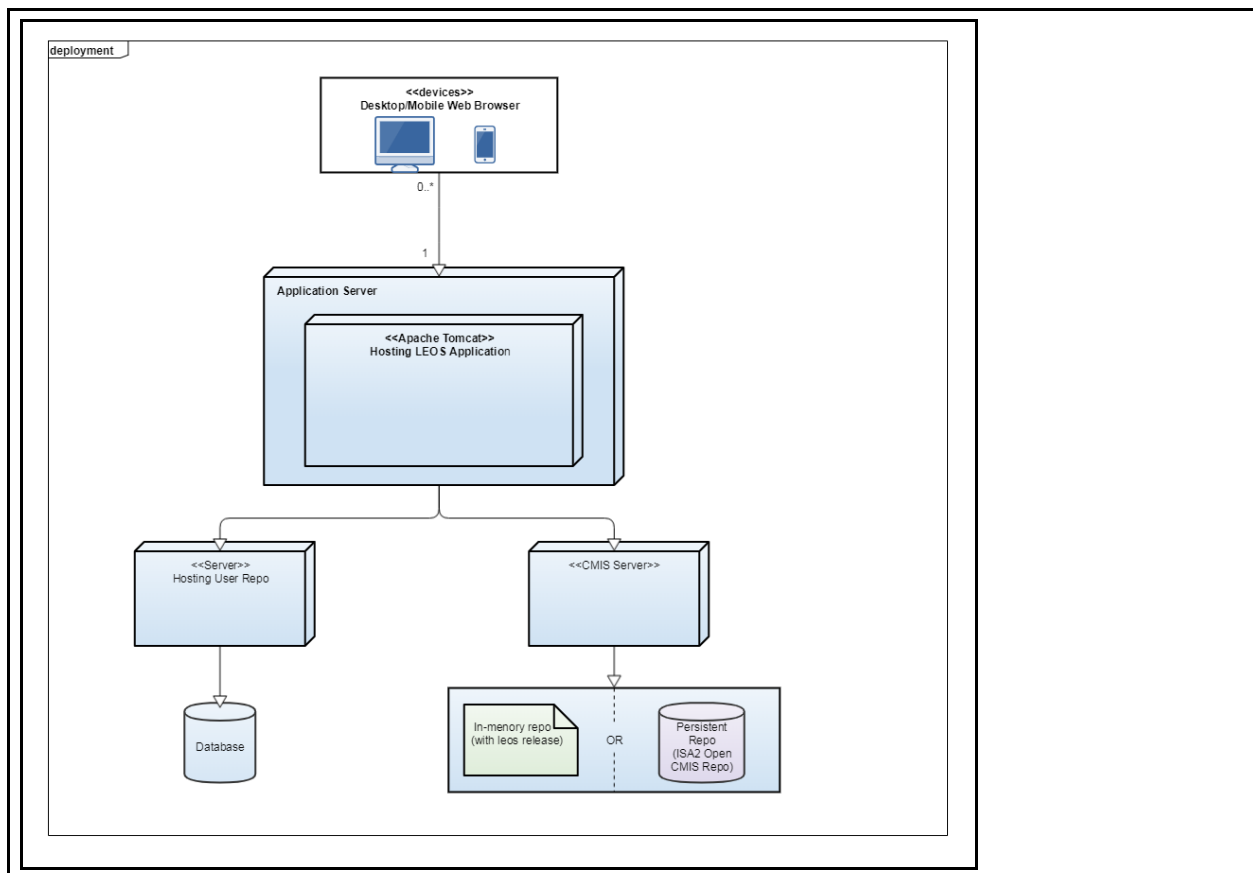 deployment
<<devices>>
Desktop/Mobile Web Browser
0..*
1
Application Server
<<Apache Tomcat>>
Hosting LEOS Application
<<Server>>
Hosting User Repo
<<CMIS Server>>
Database
In-menory repo
(with leos release)
OR
Persistent
Repo
(ISA2 Open
CMIS Repo)